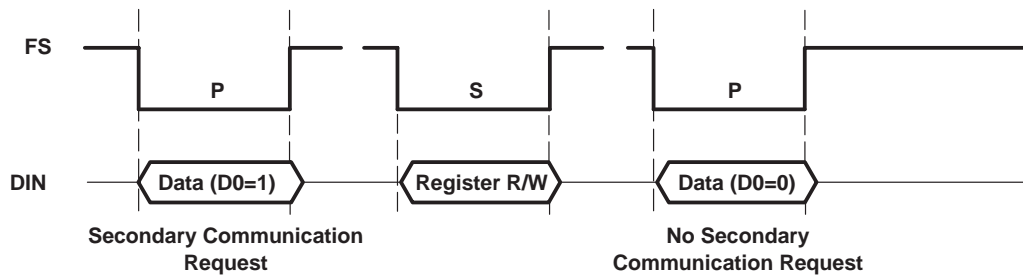 FS
P
S
P
DIN
Data (D0=1)
Register R/W
Data (D0=0)
Secondary Communication
Request
No Secondary
Communication Request